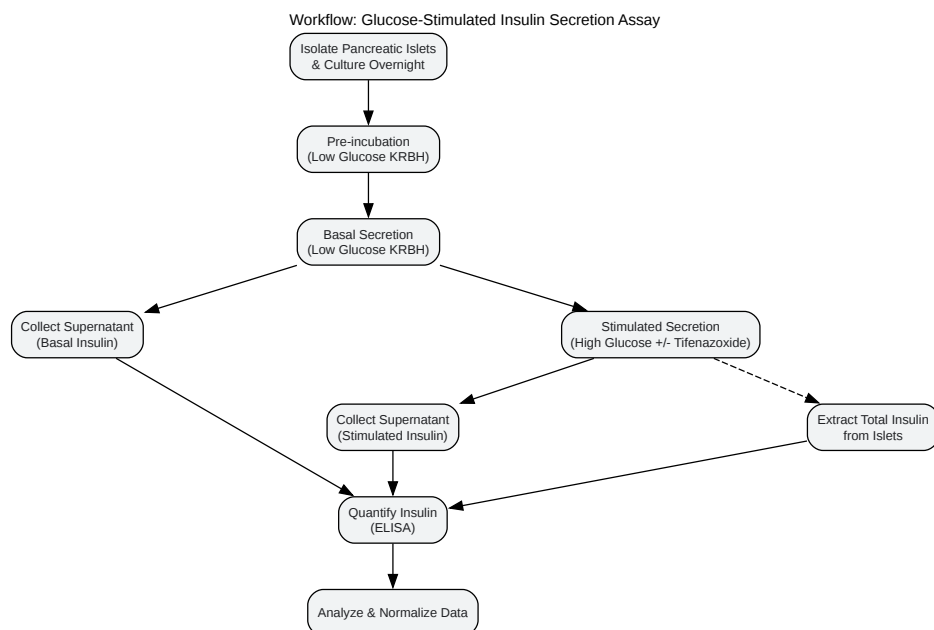 Workflow: Glucose-Stimulated Insulin Secretion Assay
Isolate Pancreatic Islets
& Culture Overnight
Pre-incubation
(Low Glucose KRBH)
Basal Secretion
(Low Glucose KRBH)
Collect Supernatant
(Basal Insulin)
Stimulated Secretion
(High Glucose +/- Tifenazoxide)
Collect Supernatant
(Stimulated Insulin)
Extract Total Insulin
from Islets
Quantify Insulin
(ELISA)
Analyze & Normalize Data